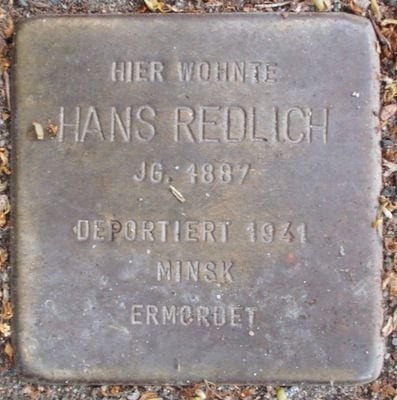 HIER WOHNTE
HANS REDLICH
JG. 1887
DEPORTIERT 1941
MINSK
ERMORDET